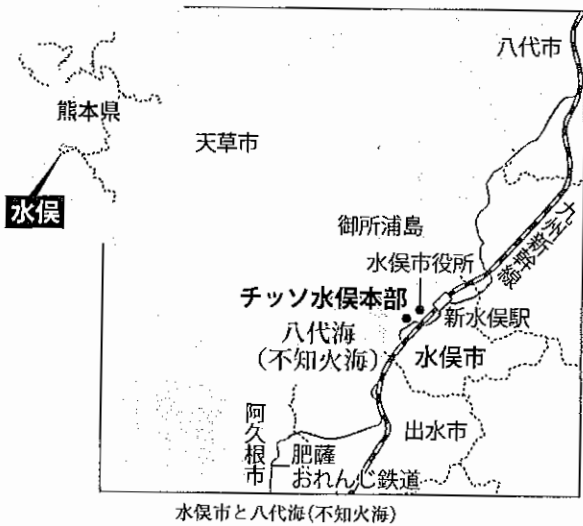 八代市
熊本県
天草市
水俣
御所浦島
九州新幹線
水俣市役所
チッソ水俣本部
新水俣駅
八代海
(不知火海)
水俣市
阿久根市
出水市
肥薩
おれんじ鉄道
水俣市と八代海(不知火海)